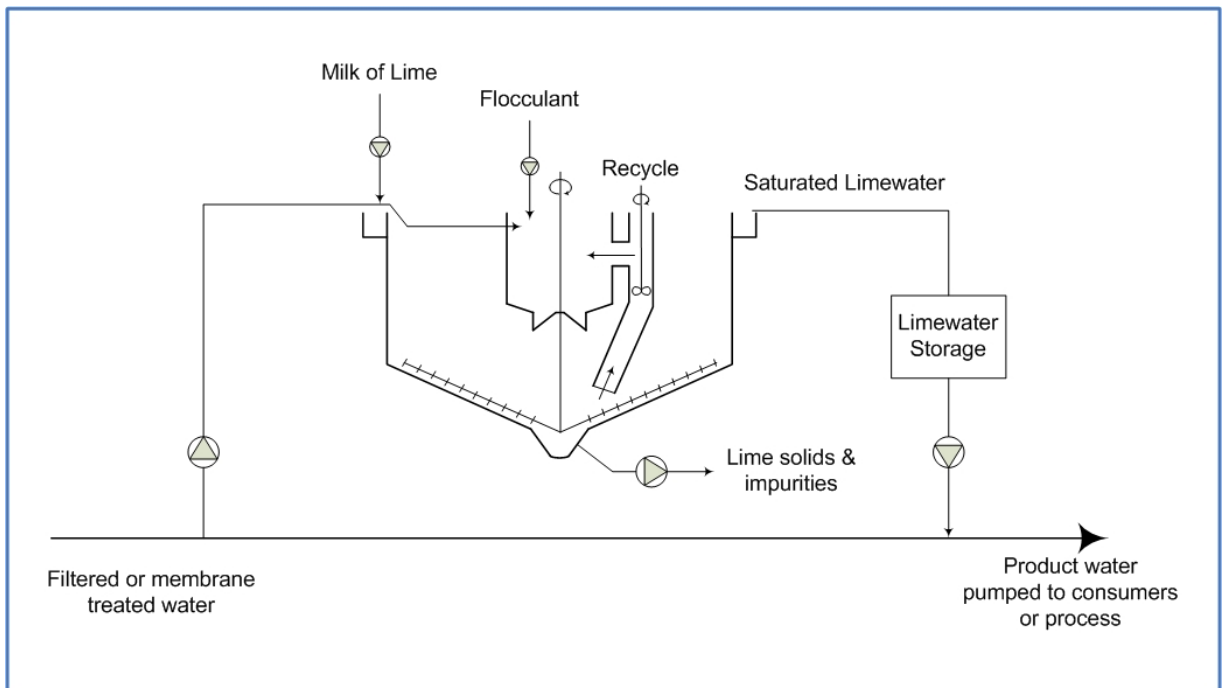 Milk of Lime
Flocculant
Recycle
Saturated Limewater
Limewater
Storage
Lime solids &
impurities
Filtered or membrane
treated water
Product water
pumped to consumers
or process